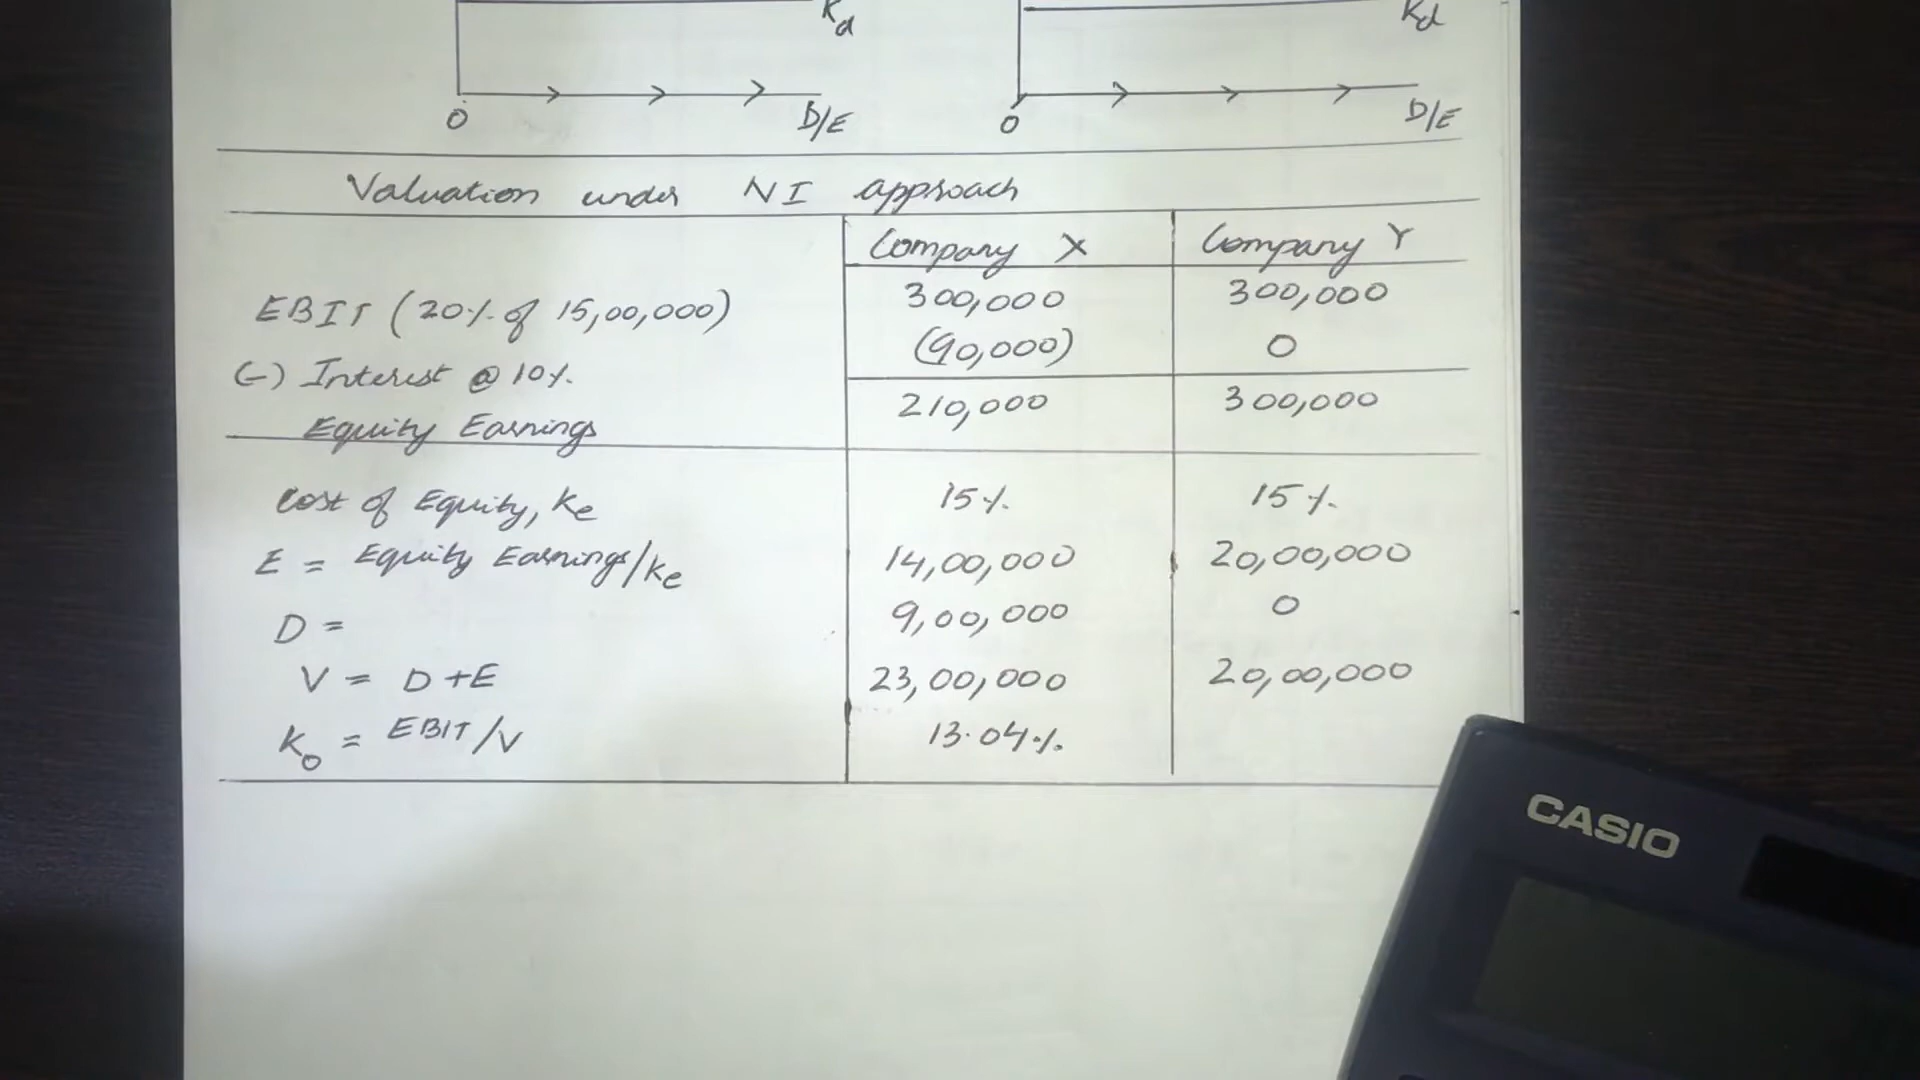 Kd Kd
0 D/E 0 D/E
Valuation under NI approach
Company X Company Y
EBIT (20% of 15,00,000) 300,000 300,000
(-) Interest @ 10% (90,000) 0
Equity Earnings 210,000 300,000
Cost of Equity, Ke 15% 15%
E = Equity Earnings/Ke 14,00,000 20,00,000
D = 9,00,000 0
V = D+E 23,00,000 20,00,000
Ko = EBIT/V 13.04%
CASIO